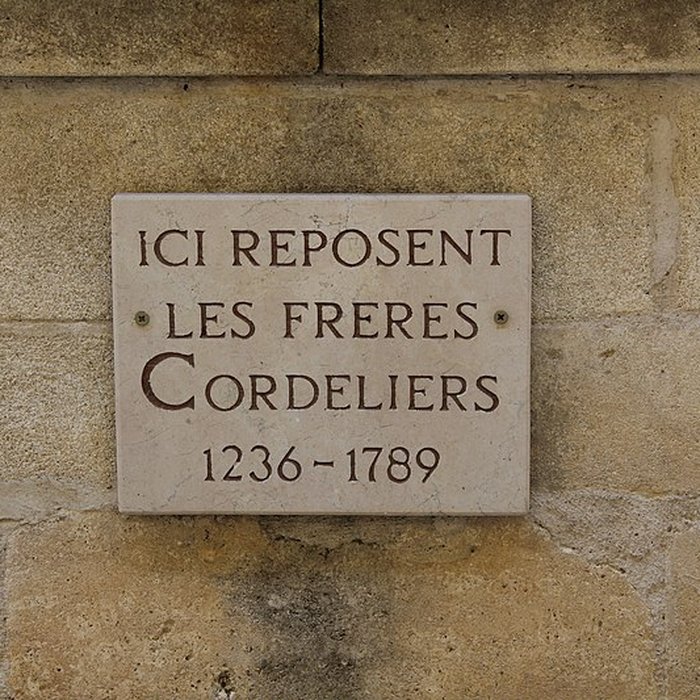 ICI REPOSENT
LES FRERES
CORDELIERS
1236-1789